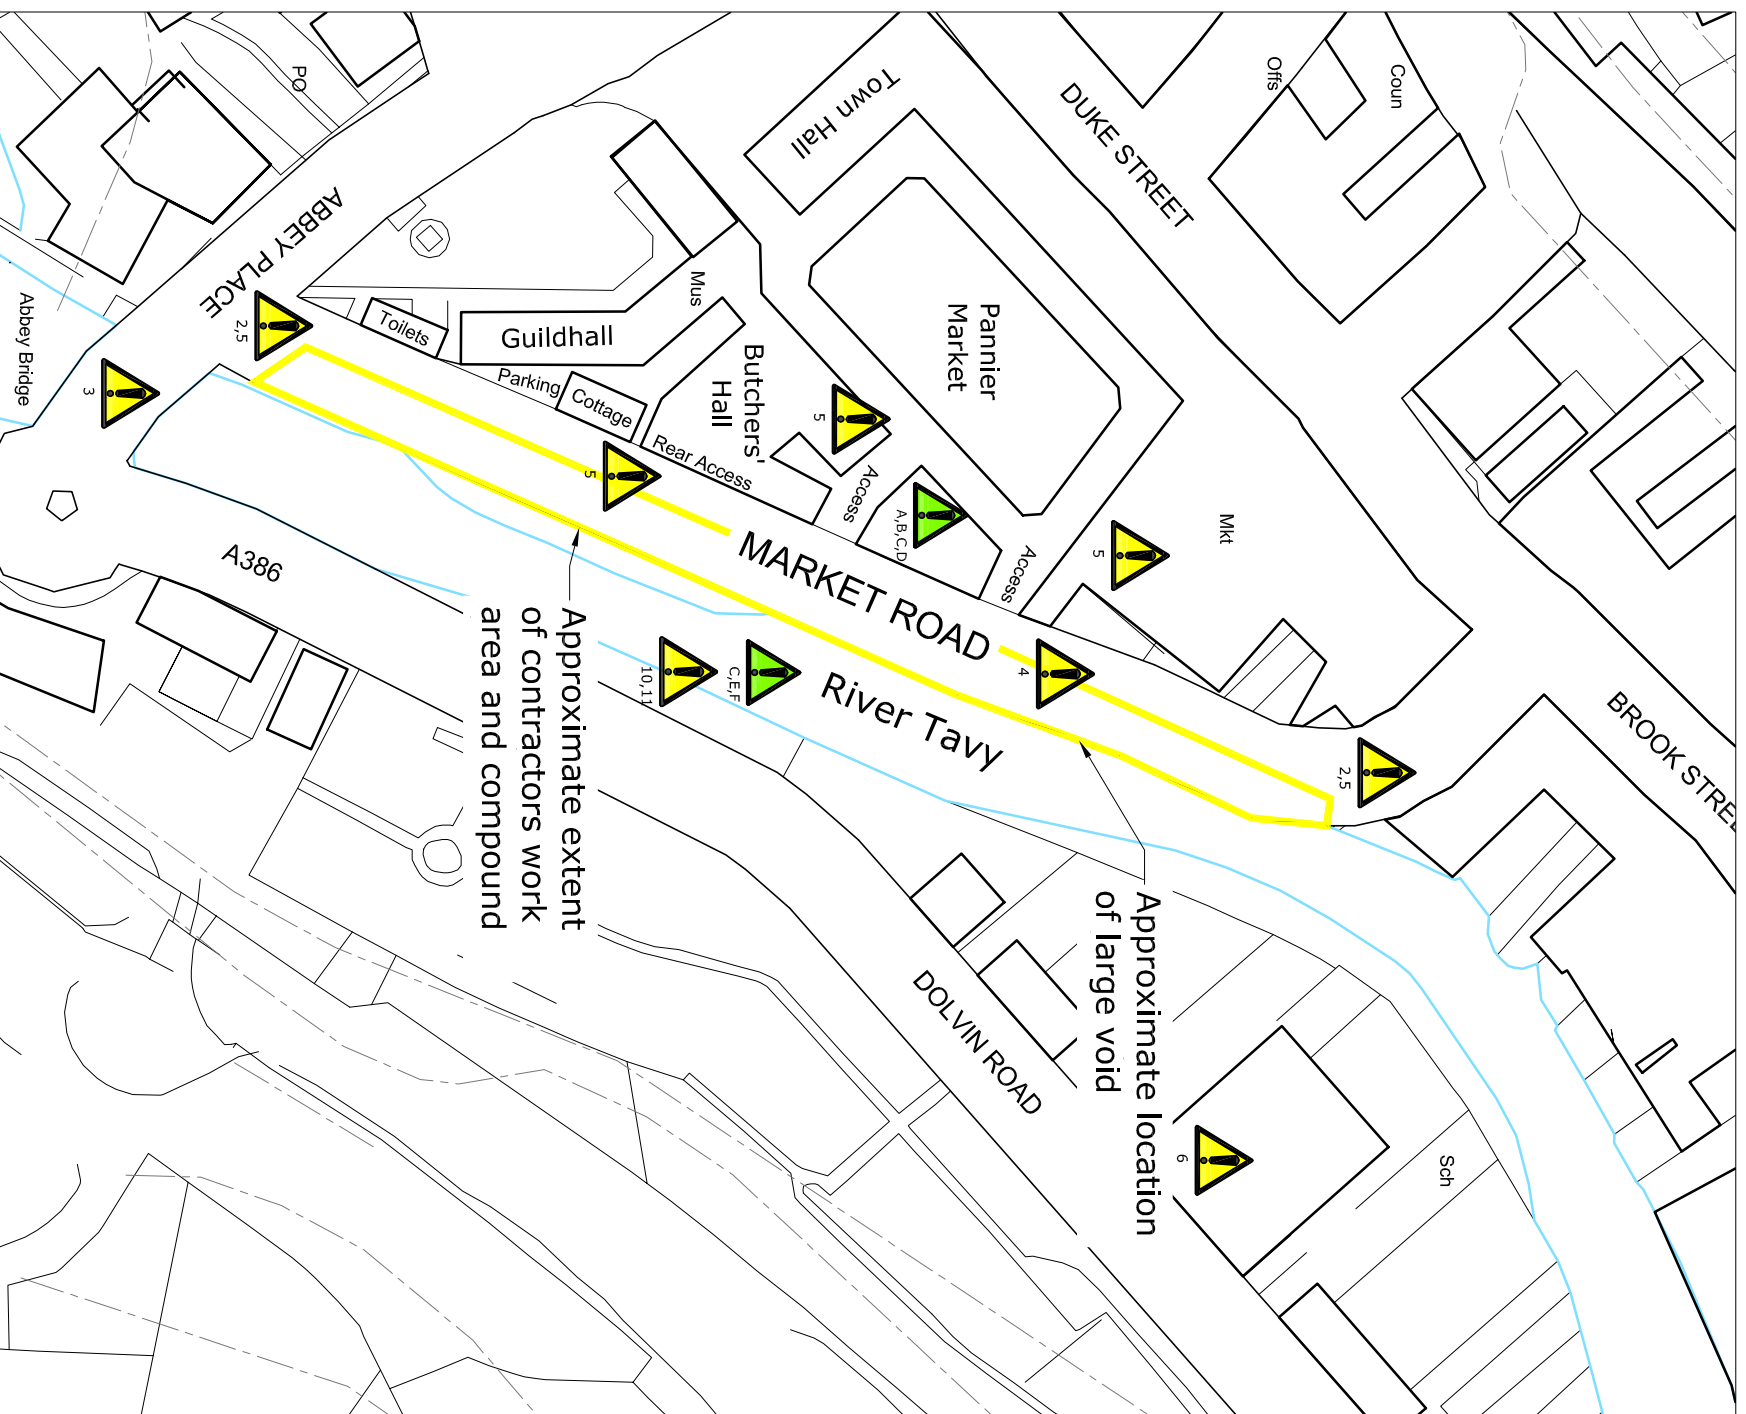 PO
Town Hall
DUKE STREET
Offs
Coun
ABBEY PLACE
Abbey Bridge
2,5
3
Toilets
Guildhall
Mus
Parking
Cottage
Butchers'
Hall
Rear Access
Pannier
Market
5
5
Access
A,B,C,D
Access
5
Mkt
MARKET ROAD
A386
Approximate extent
of contractors work
area and compound
10,11
C,E,F
River Tavy
4
2,5
BROOK STREE
Approximate location
of large void
DOLVIN ROAD
6
Sch